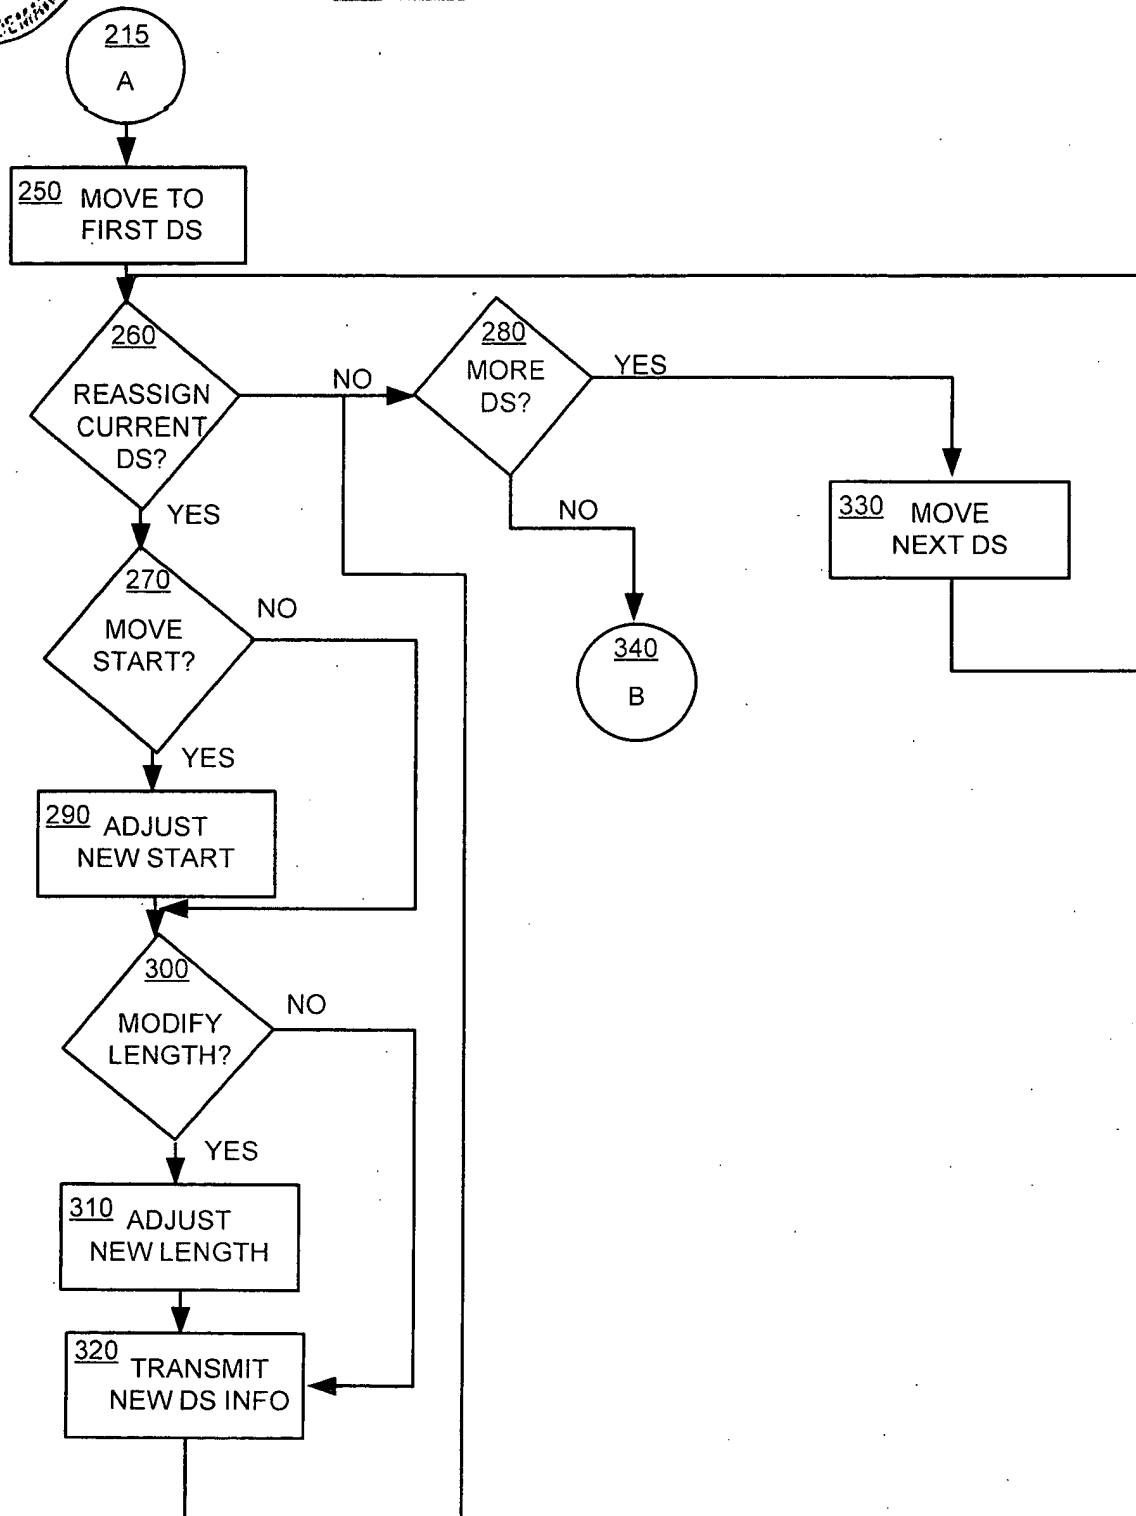 215
A
250 MOVE TO
FIRST DS
260
REASSIGN
CURRENT
DS?
NO
280
MORE
DS?
YES
YES
NO
330 MOVE
NEXT DS
270
MOVE
START?
NO
340
B
YES
290 ADJUST
NEW START
300
MODIFY
LENGTH?
NO
YES
310 ADJUST
NEW LENGTH
320 TRANSMIT
NEW DS INFO